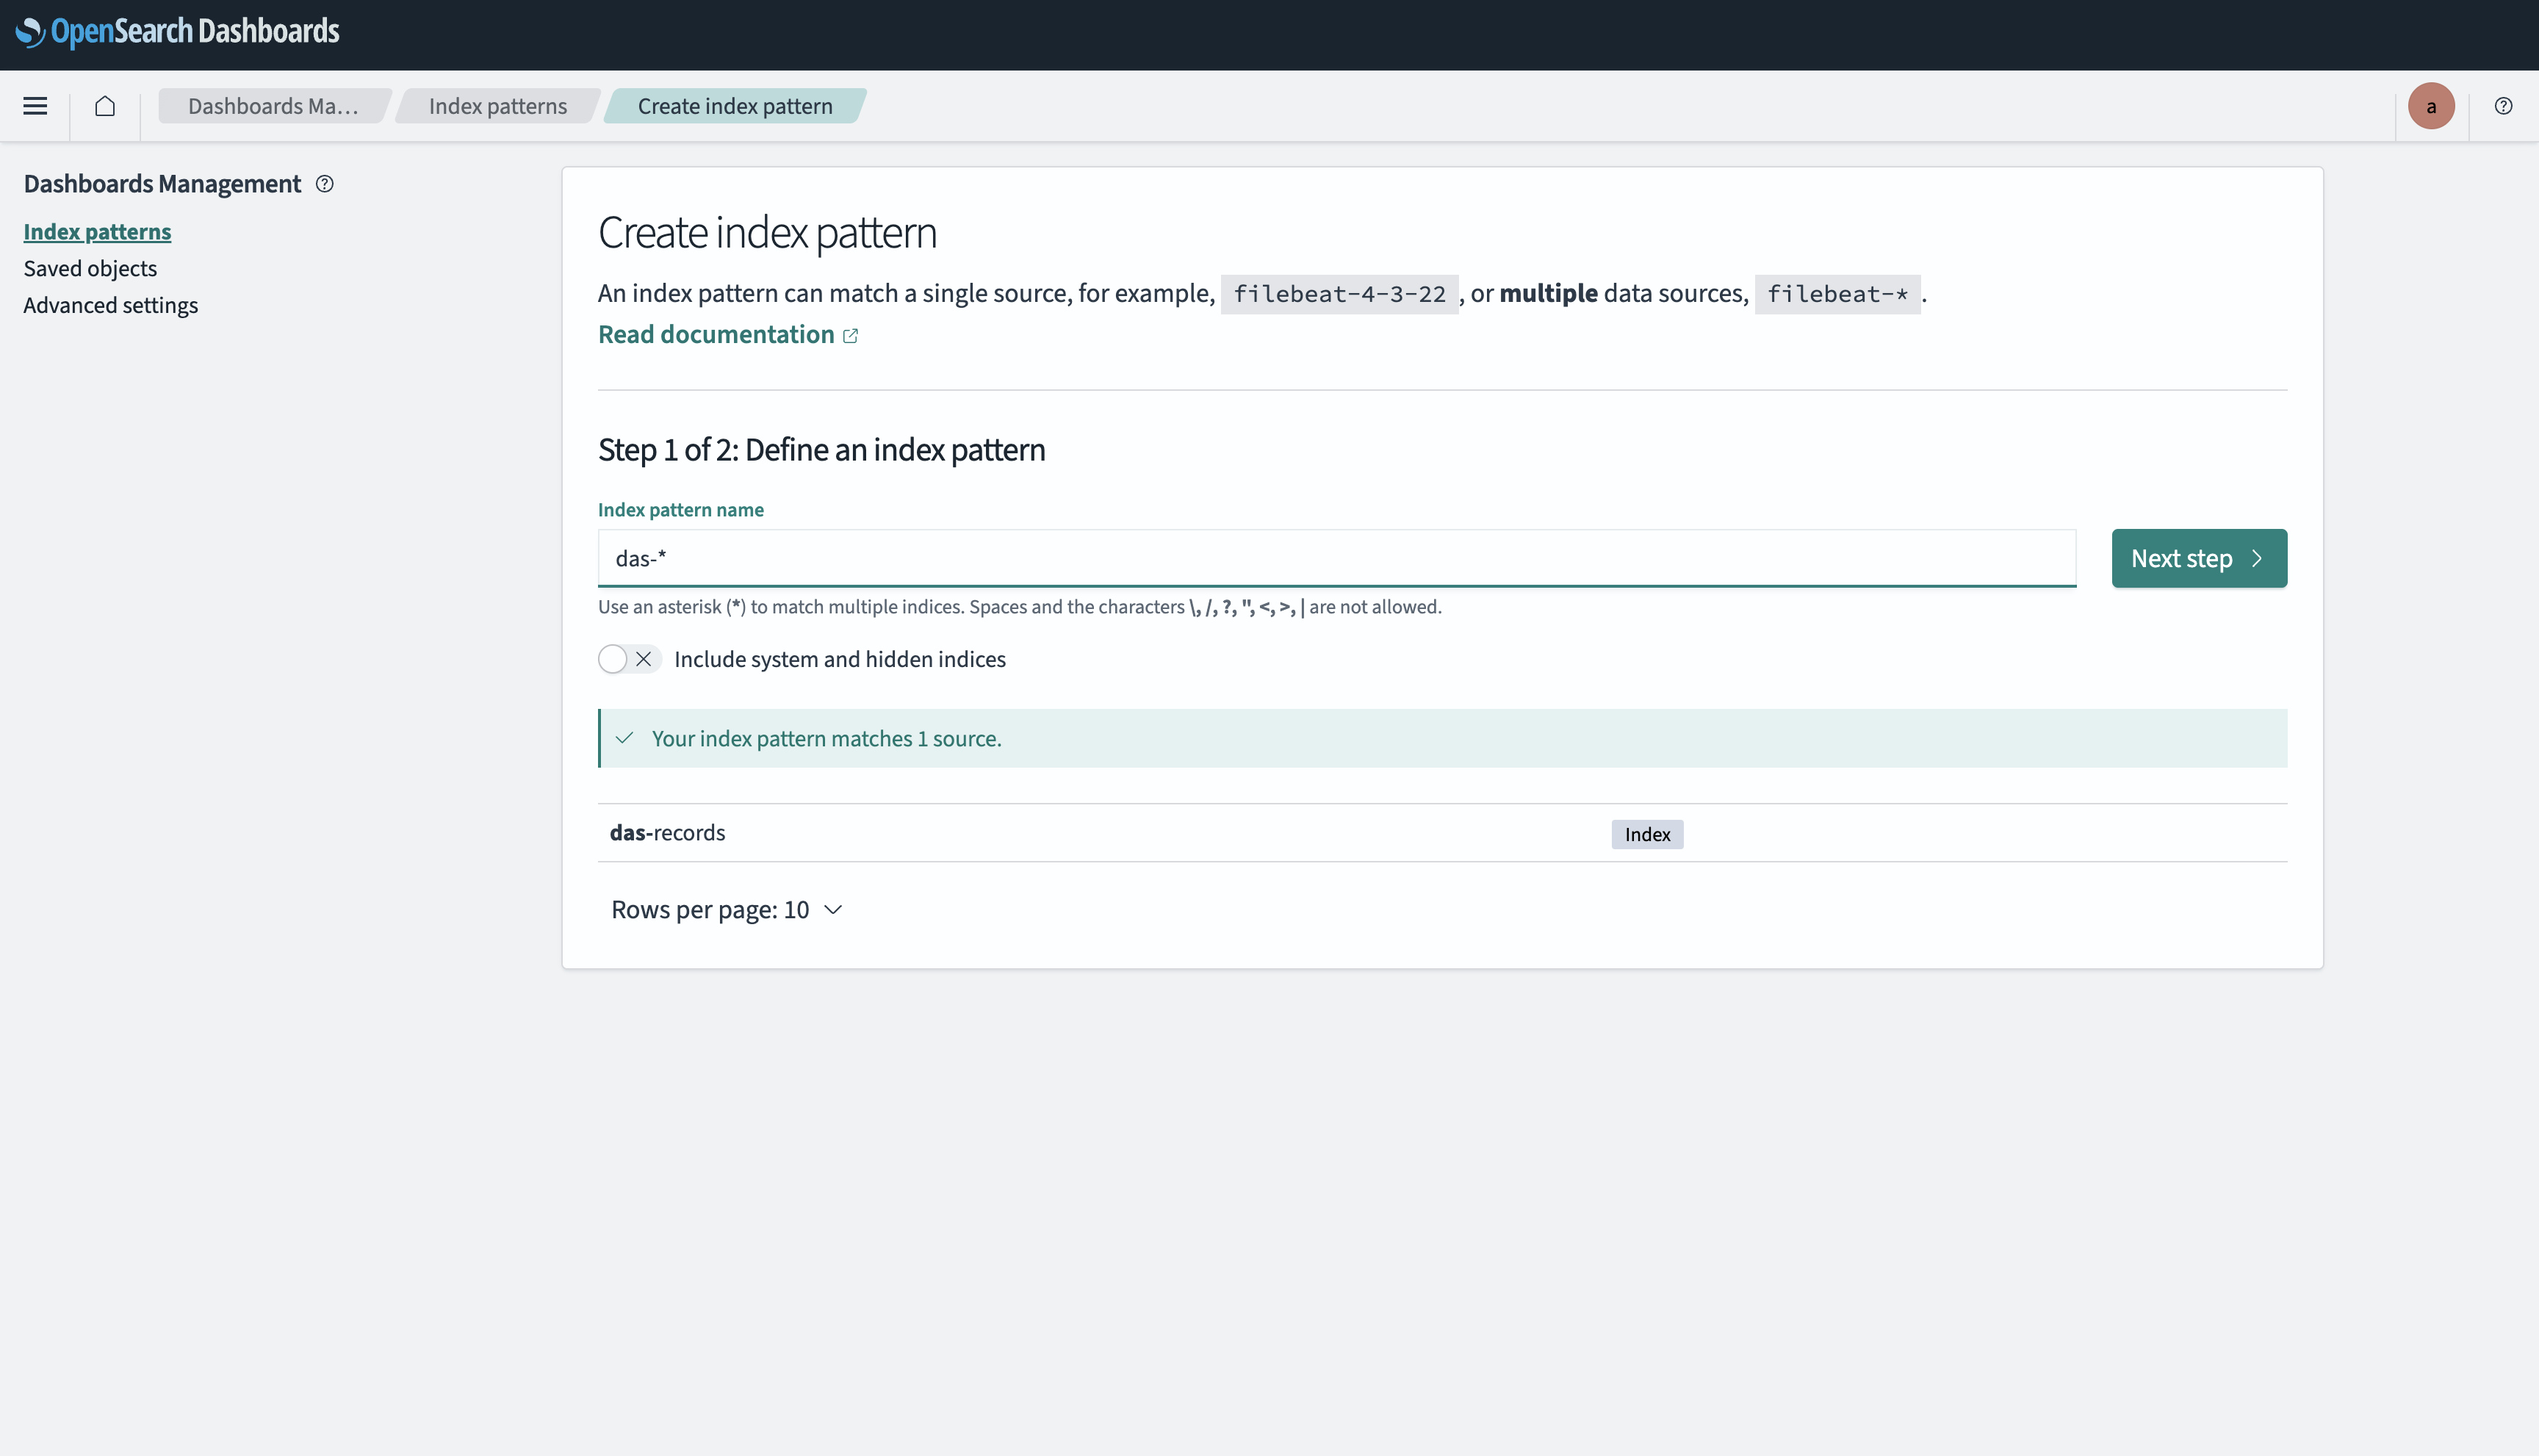 OpenSearch Dashboards
Dashboards Ma… Index patterns Create index pattern a
Dashboards Management
Index patterns
Saved objects
Advanced settings
Create index pattern
An index pattern can match a single source, for example, filebeat-4-3-22 , or multiple data sources, filebeat-* .
Read documentation
Step 1 of 2: Define an index pattern
Index pattern name
das-*
Next step
Use an asterisk (*) to match multiple indices. Spaces and the characters \, /, ?, ", <, >, | are not allowed.
Include system and hidden indices
Your index pattern matches 1 source.
das-records Index
Rows per page: 10